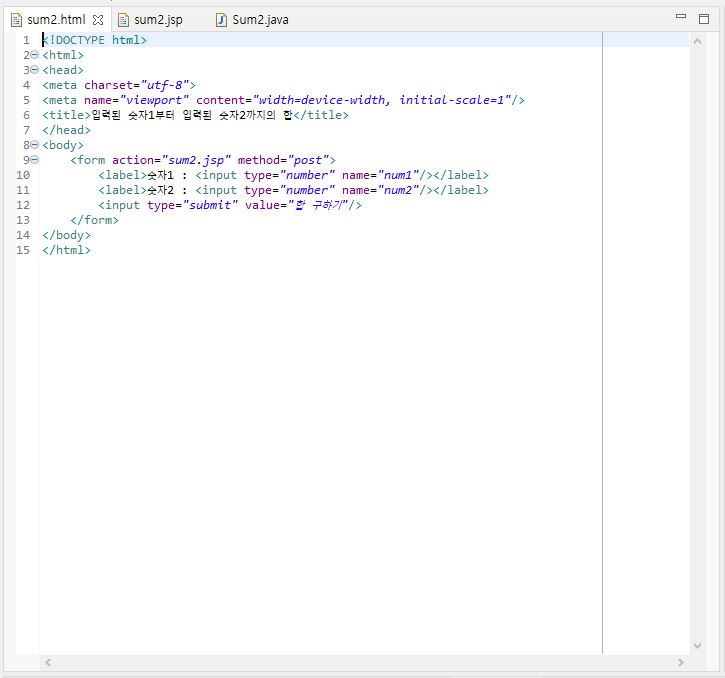 sum2.html sum2.jsp Sum2.java
1 <!DOCTYPE html>
2 <html>
3 <head>
4 <meta charset="utf-8">
5 <meta name="viewport" content="width=device-width, initial-scale=1"/>
6 <title>입력된 숫자1부터 입력된 숫자2까지의 합</title>
7 </head>
8 <body>
9 <form action="sum2.jsp" method="post">
10 <label>숫자1 : <input type="number" name="num1"/></label>
11 <label>숫자2 : <input type="number" name="num2"/></label>
12 <input type="submit" value="합 구하기"/>
13 </form>
14 </body>
15 </html>